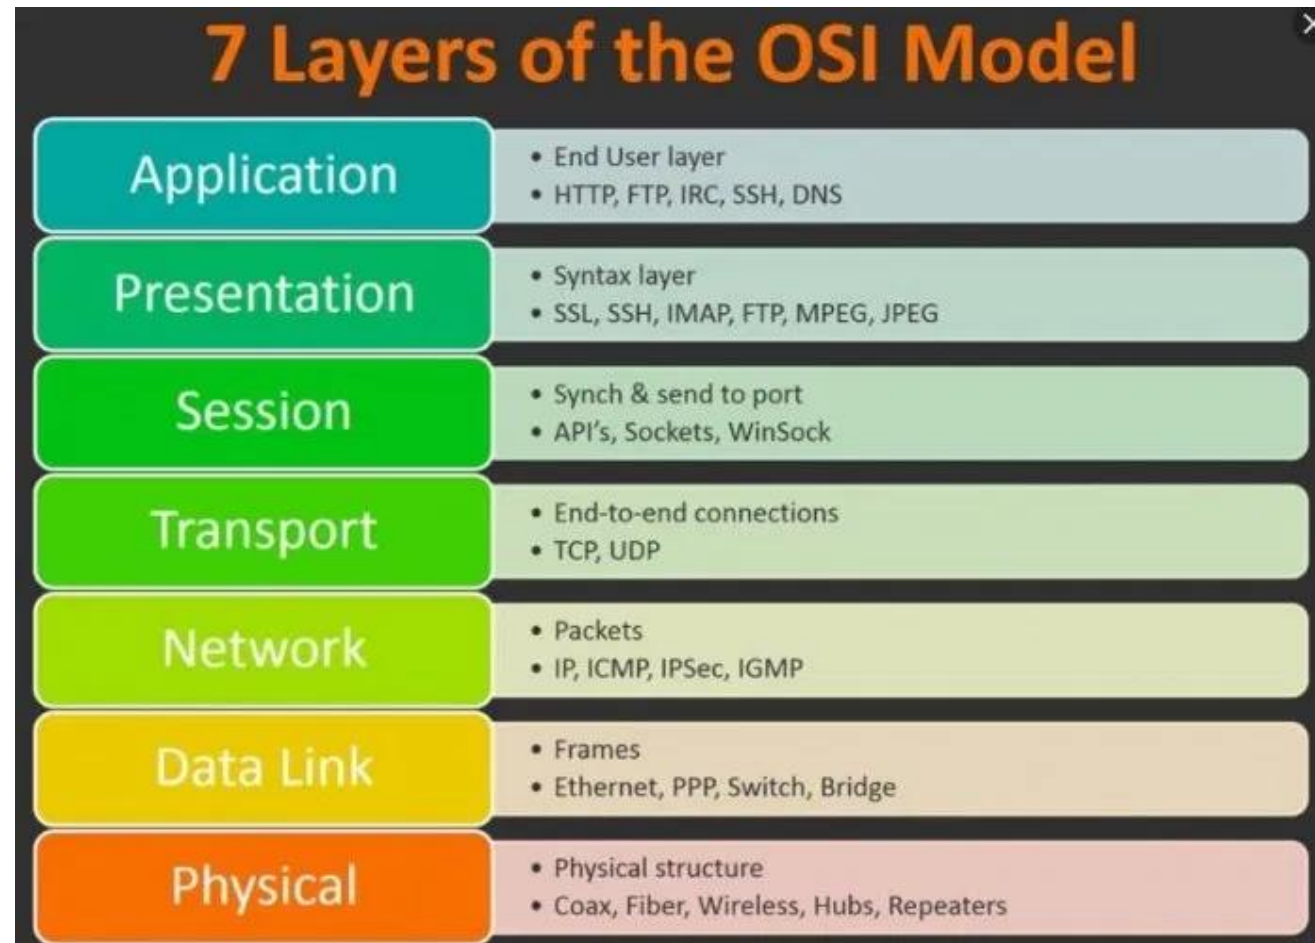 7 Layers of the OSI Model
Application
• End User layer
• HTTP, FTP, IRC, SSH, DNS
Presentation
• Syntax layer
• SSL, SSH, IMAP, FTP, MPEG, JPEG
Session
• Synch & send to port
• API's, Sockets, WinSock
Transport
• End-to-end connections
• TCP, UDP
Network
• Packets
• IP, ICMP, IPSec, IGMP
Data Link
• Frames
• Ethernet, PPP, Switch, Bridge
Physical
• Physical structure
• Coax, Fiber, Wireless, Hubs, Repeaters